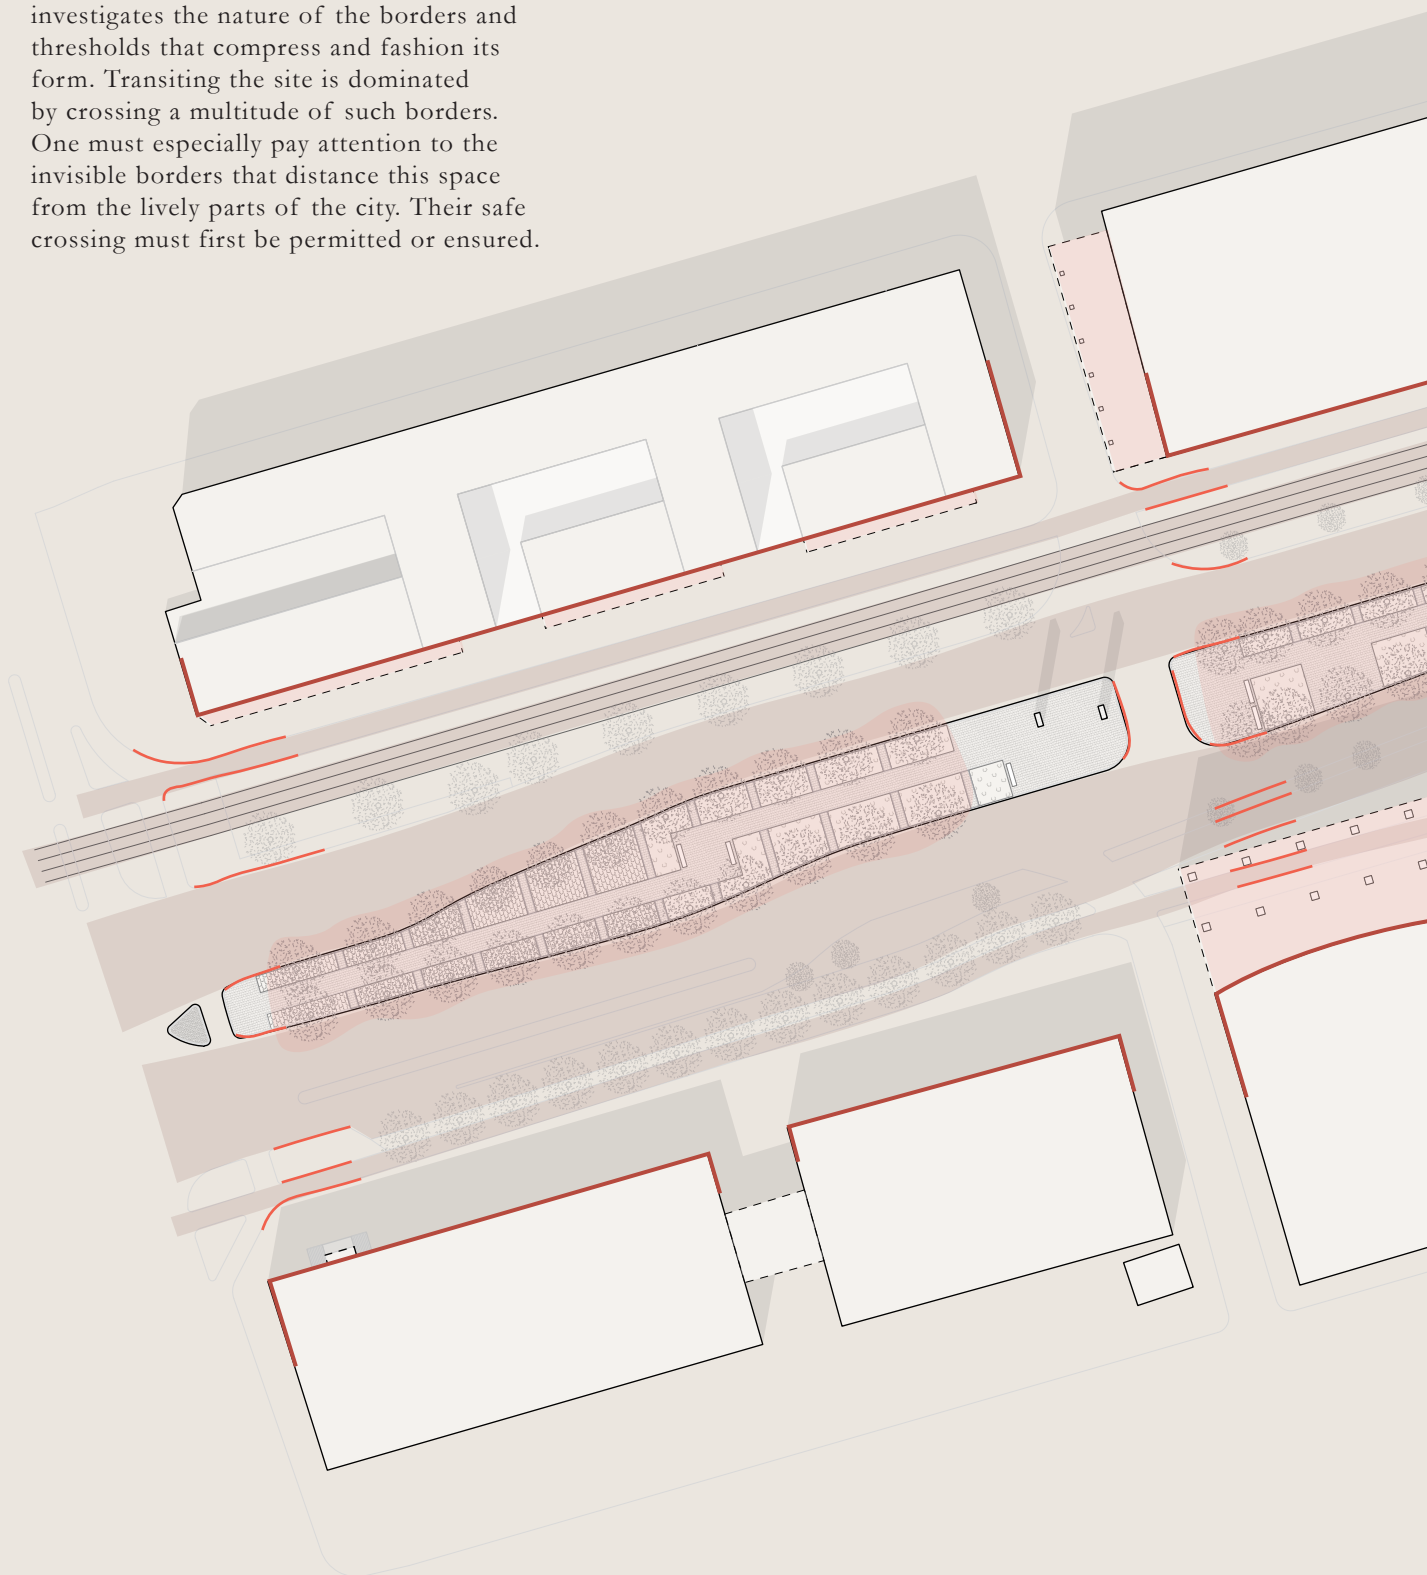 investigates the nature of the borders and
thresholds that compress and fashion its
form. Transiting the site is dominated
by crossing a multitude of such borders.
One must especially pay attention to the
invisible borders that distance this space
from the lively parts of the city. Their safe
crossing must first be permitted or ensured.